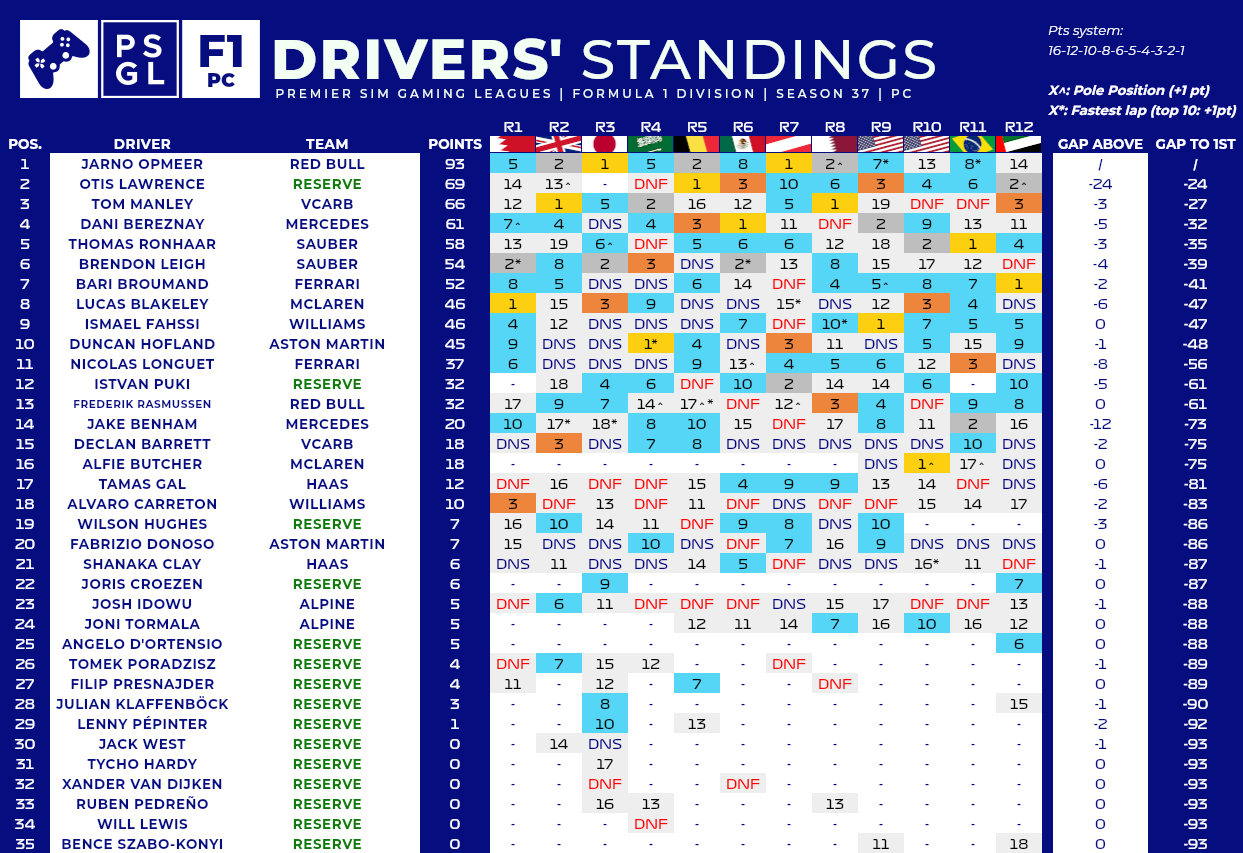 PS
GL
F1
PC
DRIVERS' STANDINGS
PREMIER SIM GAMING LEAGUES | FORMULA 1 DIVISION | SEASON 37 | PC
Pts system:
16-12-10-8-6-5-4-3-2-1
X^: Pole Position (+1 pt)
X*: Fastest lap (top 10: +1pt)
R1 R2 R3 R4 R5 R6 R7 R8 R9 R10 R11 R12
POS. DRIVER TEAM POINTS GAP ABOVE GAP TO 1ST
1 JARNO OPMEER RED BULL 93 5 2 1 5 2 8 1 2^ 7* 13 8* 14 / /
2 OTIS LAWRENCE RESERVE 69 14 13^ - DNF 1 3 10 6 3 4 6 2^ -24 -24
3 TOM MANLEY VCARB 66 12 1 5 2 16 12 5 1 19 DNF DNF 3 -3 -27
4 DANI BEREZNAY MERCEDES 61 7^ 4 DNS 4 3 1 11 DNF 2 9 13 11 -5 -32
5 THOMAS RONHAAR SAUBER 58 13 19 6^ DNF 5 6 6 12 18 2 1 4 -3 -35
6 BRENDON LEIGH SAUBER 54 2* 8 2 3 DNS 2* 13 8 15 17 12 DNF -4 -39
7 BARI BROUMAND FERRARI 52 8 5 DNS DNS 6 14 DNF 4 5^ 8 7 1 -2 -41
8 LUCAS BLAKELEY MCLAREN 46 1 15 3 9 DNS DNS 15* DNS 12 3 4 DNS -6 -47
9 ISMAEL FAHSSI WILLIAMS 46 4 12 DNS DNS DNS 7 DNF 10* 1 7 5 5 0 -47
10 DUNCAN HOFLAND ASTON MARTIN 45 9 DNS DNS 1* 4 DNS 3 11 DNS 5 15 9 -1 -48
11 NICOLAS LONGUET FERRARI 37 6 DNS DNS DNS 9 13^ 4 5 6 12 3 DNS -8 -56
12 ISTVAN PUKI RESERVE 32 - 18 4 6 DNF 10 2 14 14 6 - 10 -5 -61
13 FREDERIK RASMUSSEN RED BULL 32 17 9 7 14^ 17^* DNF 12^ 3 4 DNF 9 8 0 -61
14 JAKE BENHAM MERCEDES 20 10 17* 18* 8 10 15 DNF 17 8 11 2 16 -12 -73
15 DECLAN BARRETT VCARB 18 DNS 3 DNS 7 8 DNS DNS DNS DNS DNS 10 DNS -2 -75
16 ALFIE BUTCHER MCLAREN 18 - - - - - - - - DNS 1^ 17^ DNS 0 -75
17 TAMAS GAL HAAS 12 DNF 16 DNF DNF 15 4 9 9 13 14 DNF DNS -6 -81
18 ALVARO CARRETON WILLIAMS 10 3 DNF 13 DNF 11 DNF DNS DNF DNF 15 14 17 -2 -83
19 WILSON HUGHES RESERVE 7 16 10 14 11 DNF 9 8 DNS 10 - - - -3 -86
20 FABRIZIO DONOSO ASTON MARTIN 7 15 DNS DNS 10 DNS DNF 7 16 9 DNS DNS DNS 0 -86
21 SHANAKA CLAY HAAS 6 DNS 11 DNS DNS 14 5 DNF DNS DNS 16* 11 DNF -1 -87
22 JORIS CROEZEN RESERVE 6 - - 9 - - - - - - - - 7 0 -87
23 JOSH IDOWU ALPINE 5 DNF 6 11 DNF DNF DNF DNS 15 17 DNF DNF 13 -1 -88
24 JONI TORMALA ALPINE 5 - - - - 12 11 14 7 16 10 16 12 0 -88
25 ANGELO D'ORTENSIO RESERVE 5 - - - - - - - - - - - 6 0 -88
26 TOMEK PORADZISZ RESERVE 4 DNF 7 15 12 - - DNF - - - - - -1 -89
27 FILIP PRESNAJDER RESERVE 4 11 - 12 - 7 - - DNF - - - - 0 -89
28 JULIAN KLAFFENBÖCK RESERVE 3 - - 8 - - - - - - - - 15 -1 -90
29 LENNY PÉPINTER RESERVE 1 - - 10 - 13 - - - - - - - -2 -92
30 JACK WEST RESERVE 0 - 14 DNS - - - - - - - - - -1 -93
31 TYCHO HARDY RESERVE 0 - - 17 - - - - - - - - - 0 -93
32 XANDER VAN DIJKEN RESERVE 0 - - DNF - - DNF - - - - - - 0 -93
33 RUBEN PEDREÑO RESERVE 0 - - 16 13 - - - 13 - - - - 0 -93
34 WILL LEWIS RESERVE 0 - - - DNF - - - - - - - - 0 -93
35 BENCE SZABO-KONYI RESERVE 0 - - - - - - - - 11 - - 18 0 -93